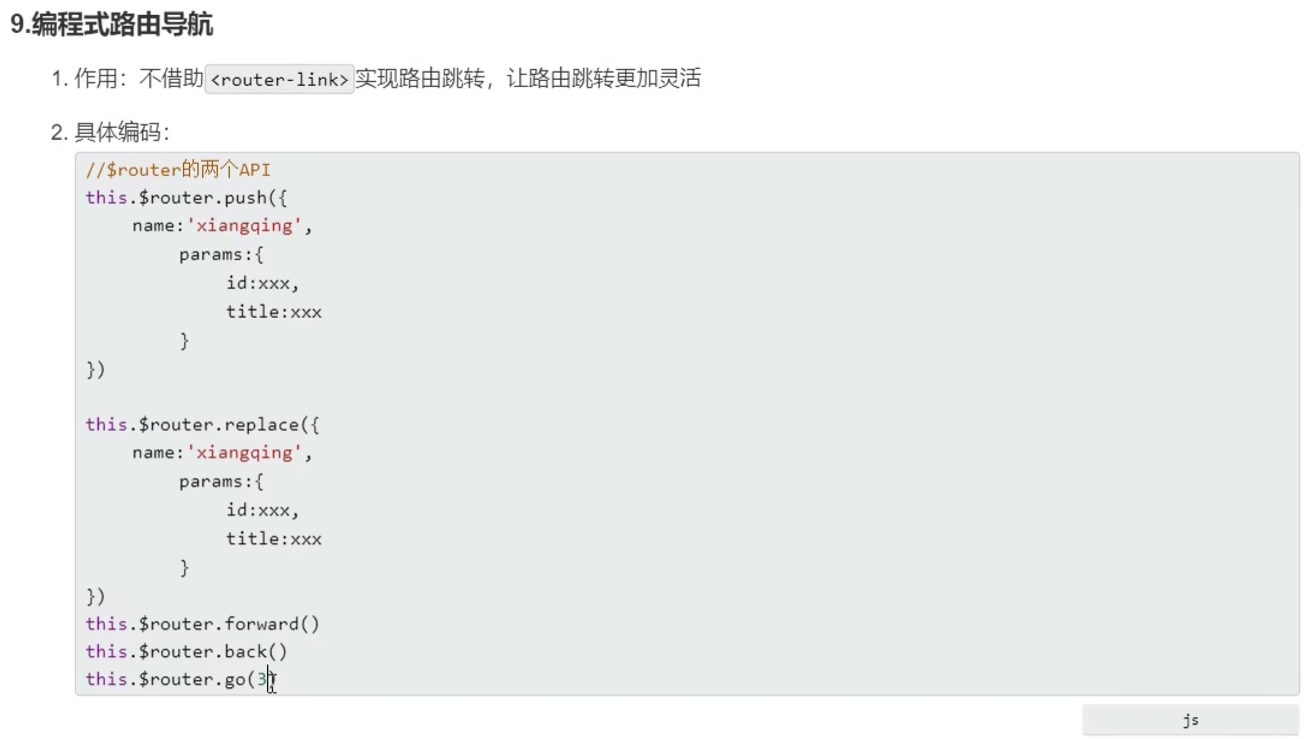 9.编程式路由导航
1. 作用：不借助<router-link>实现路由跳转，让路由跳转更加灵活
2. 具体编码：
//$router的两个API
this.$router.push({
name:'xiangqing',
params:{
id:xxx,
title:xxx
}
})
this.$router.replace({
name:'xiangqing',
params:{
id:xxx,
title:xxx
}
})
this.$router.forward()
this.$router.back()
this.$router.go(3)
js